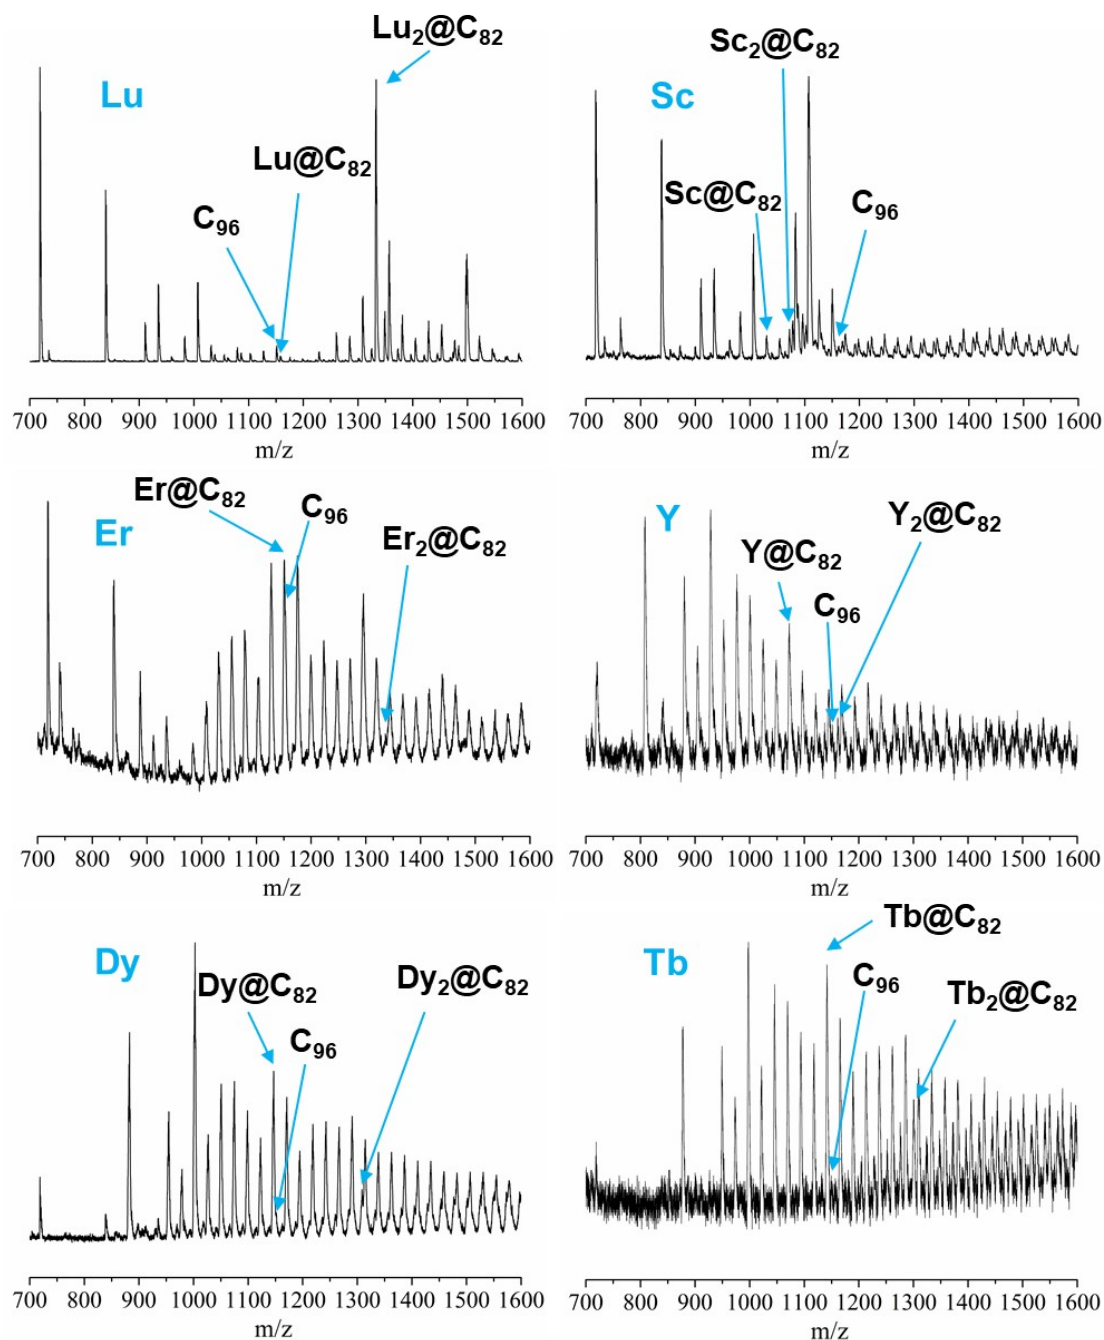 Lu₂@C₈₂
Lu
Lu@C₈₂
C₉₆
700 800 900 1000 1100 1200 1300 1400 1500 1600
m/z
Sc₂@C₈₂
Sc
Sc@C₈₂
C₉₆
700 800 900 1000 1100 1200 1300 1400 1500 1600
m/z
Er@C₈₂
C₉₆
Er
Er₂@C₈₂
700 800 900 1000 1100 1200 1300 1400 1500 1600
m/z
Y
Y₂@C₈₂
Y@C₈₂
C₉₆
700 800 900 1000 1100 1200 1300 1400 1500 1600
m/z
Dy
Dy@C₈₂
Dy₂@C₈₂
C₉₆
700 800 900 1000 1100 1200 1300 1400 1500 1600
m/z
Tb@C₈₂
Tb
C₉₆
Tb₂@C₈₂
700 800 900 1000 1100 1200 1300 1400 1500 1600
m/z